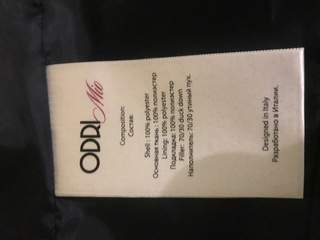 ODRI Mio
Composition:
Состав:
Shell : 100% polyester
Основная ткань : 100% полиэстер
Lining: 100% polyester
Подкладка: 100% полиэстер
Filler: 70/30 duck down
Наполнитель: 70/30 утиный пух.
Designed in Italy
Разработано в Италии.